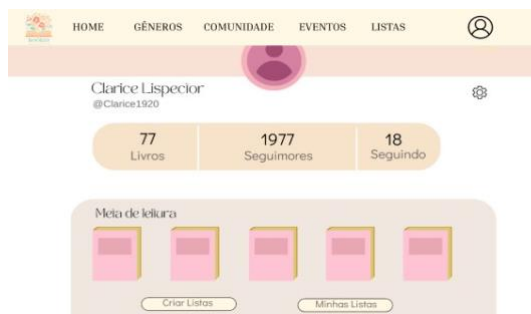 HOME GÊNEROS COMUNIDADE EVENTOS LISTAS
Clarice Lispecior
@Clarice1920
77 1977 18
Livros Seguimores Seguindo
Meia de leitura
Criar Listas Minhas Listas